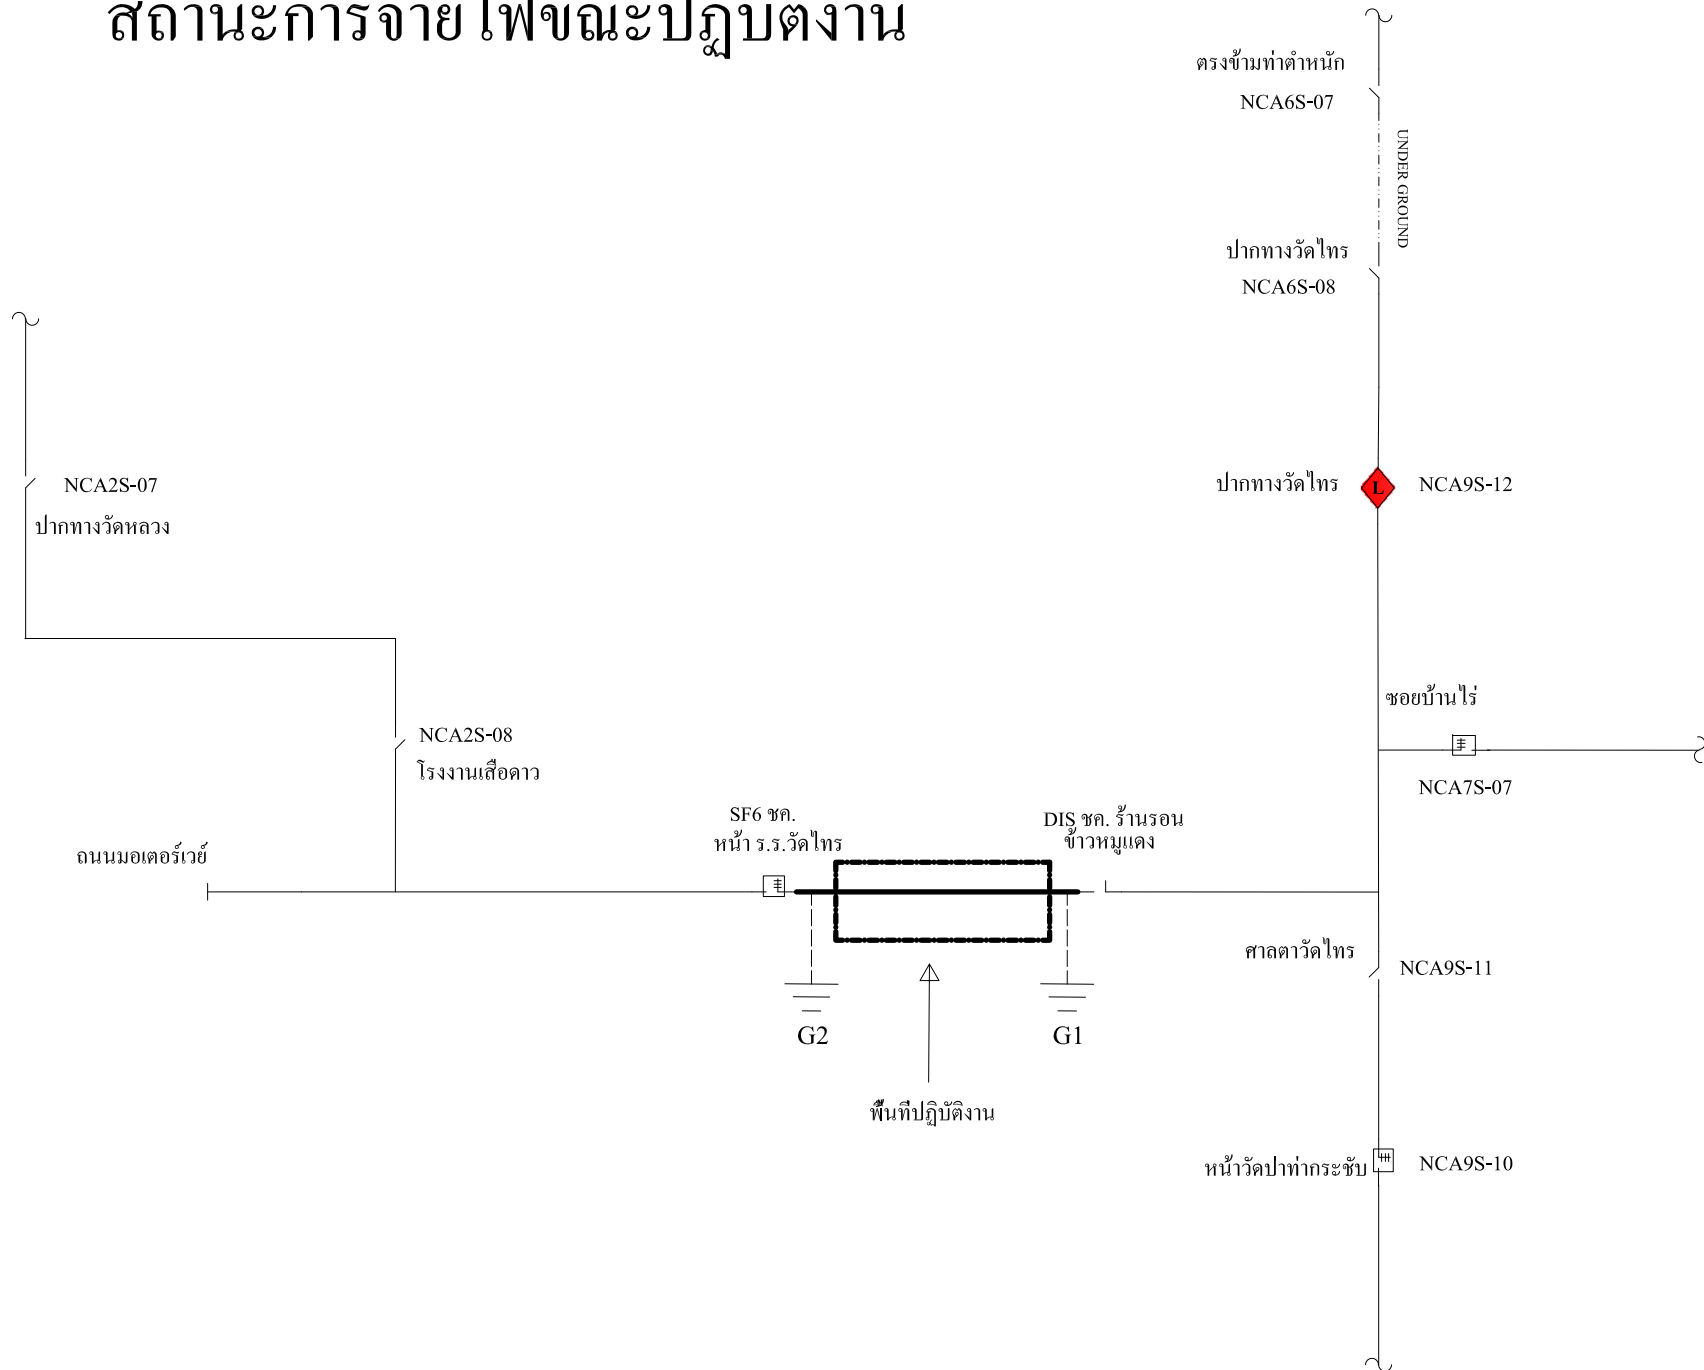 สถานะการจ่ายไฟขณะปฏิบัติงาน
ตรงข้ามท่าตำหนัก
NCA6S-07
UNDER GROUND
ปากทางวัดไทร
NCA6S-08
NCA2S-07
ปากทางวัดหลวง
ปากทางวัดไทร
L
NCA9S-12
ซอยบ้านไร่
NCA7S-07
NCA2S-08
โรงงานเสือดาว
SF6 ชค.
หน้า ร.ร.วัดไทร
DIS ชค. ร้านรอน
ข้าวหมูแดง
ถนนมอเตอร์เวย์
ศาลตาวัดไทร
NCA9S-11
G2
G1
พื้นที่ปฏิบัติงาน
หน้าวัดป่าท่ากระชับ
NCA9S-10